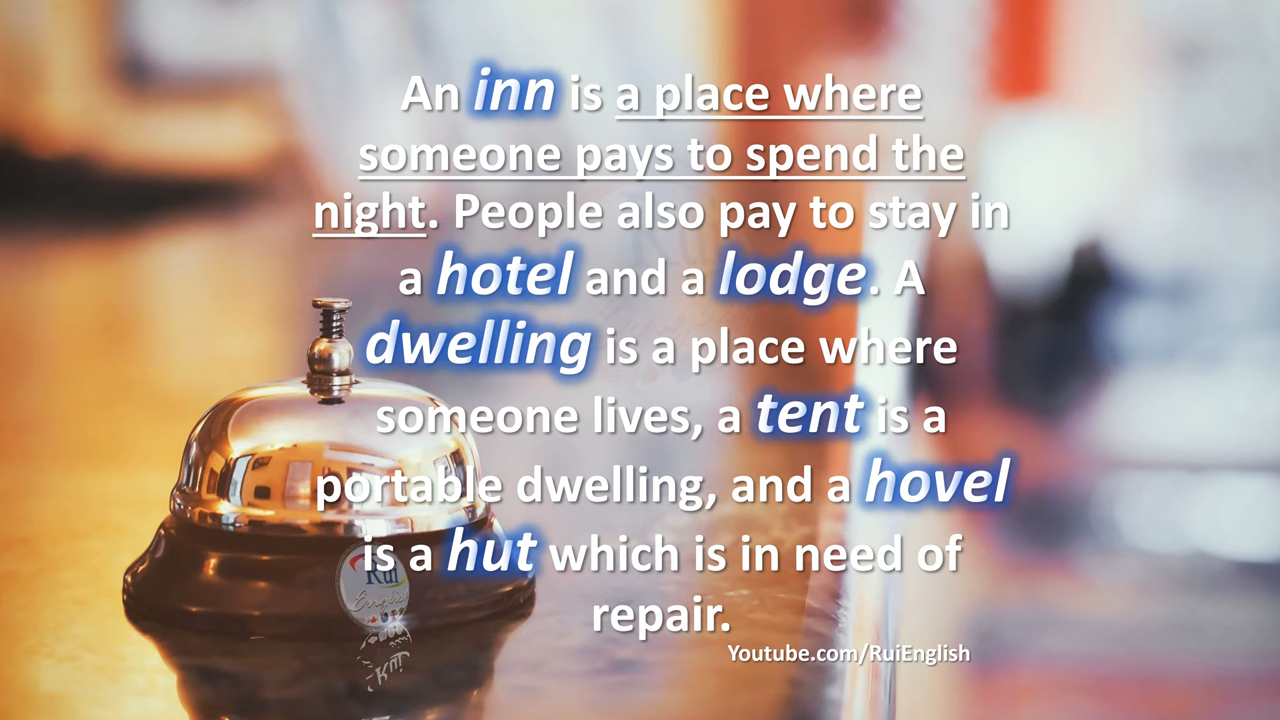 An inn is a place where
someone pays to spend the
night. People also pay to stay in
a hotel and a lodge. A
dwelling is a place where
someone lives, a tent is a
portable dwelling, and a hovel
is a hut which is in need of
repair.
Youtube.com/RuiEnglish
Rui
English